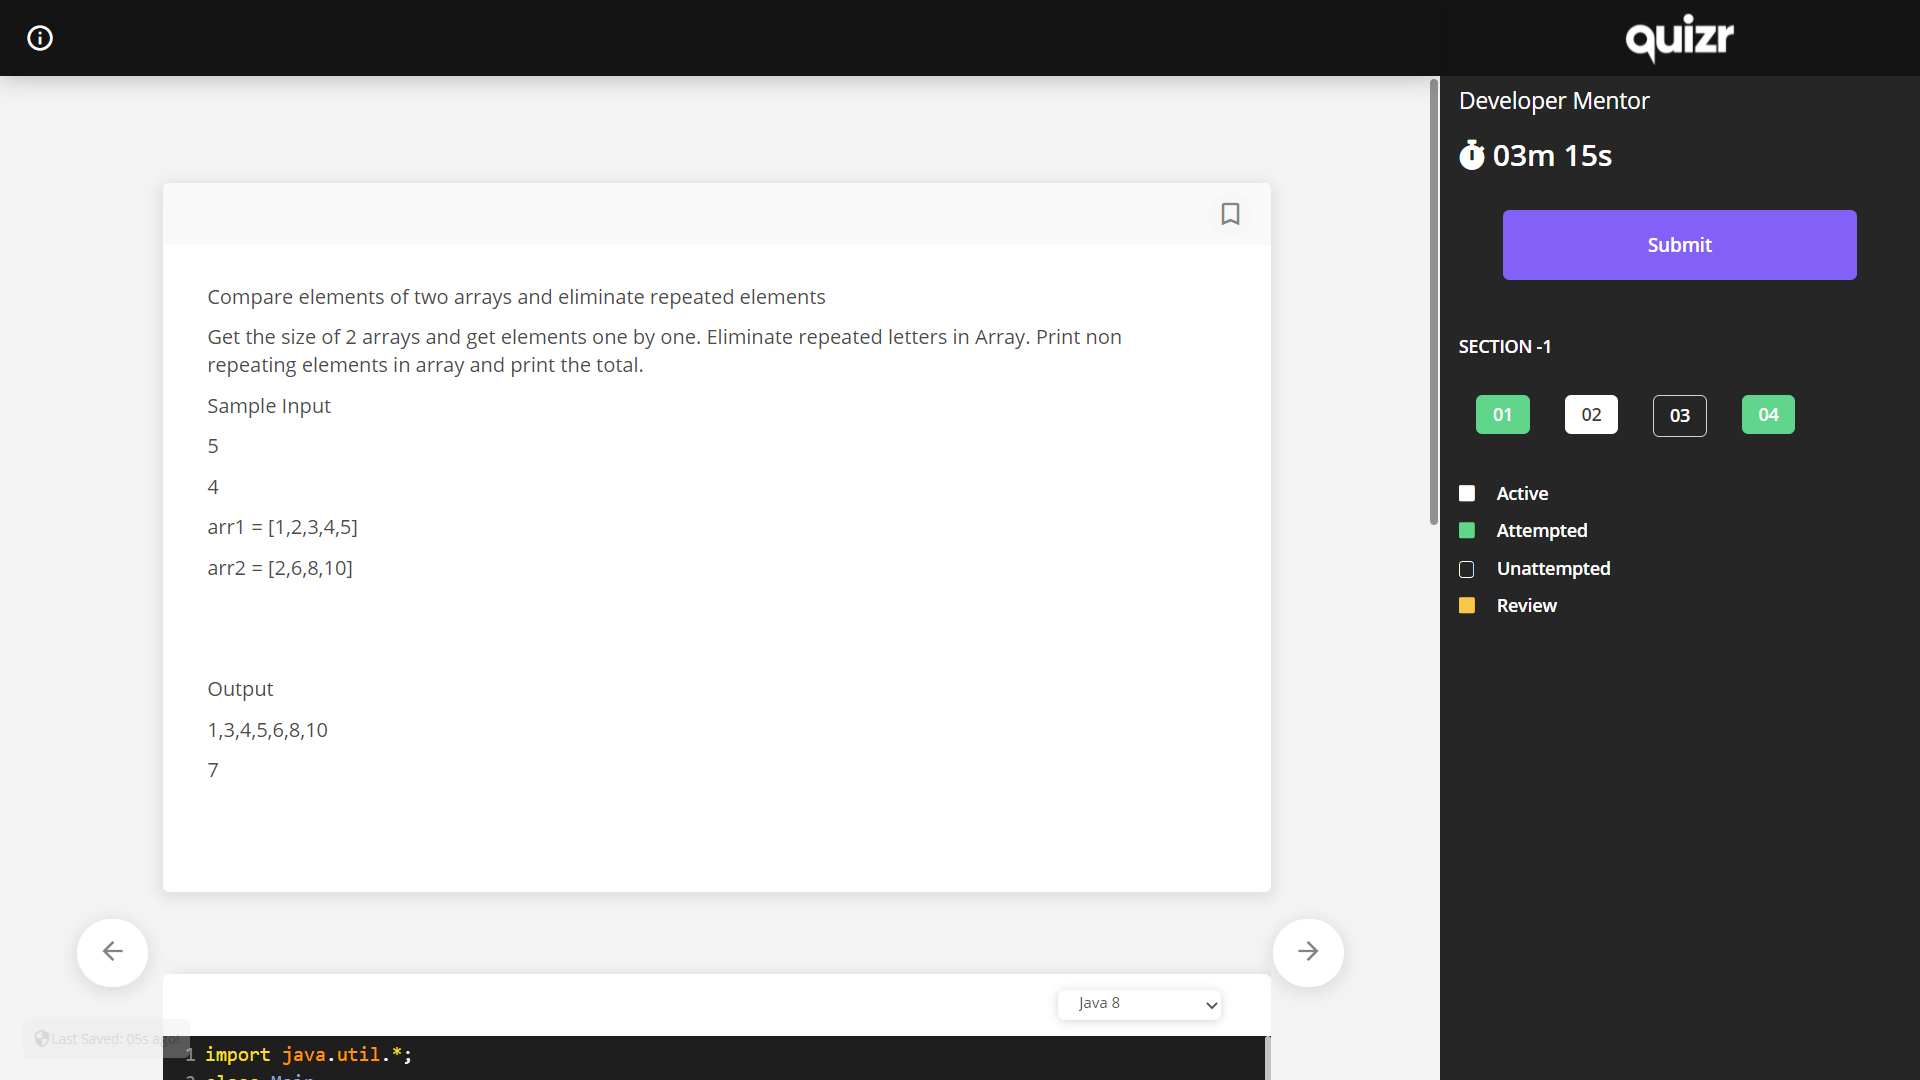 quizr
Developer Mentor
03m 15s
Submit
SECTION -1
01 02 03 04
Active
Attempted
Unattempted
Review
Compare elements of two arrays and eliminate repeated elements
Get the size of 2 arrays and get elements one by one. Eliminate repeated letters in Array. Print non
repeating elements in array and print the total.
Sample Input
5
4
arr1 = [1,2,3,4,5]
arr2 = [2,6,8,10]
Output
1,3,4,5,6,8,10
7
Java 8
Last Saved: 05s ago!
1 import java.util.*;
2 class Main